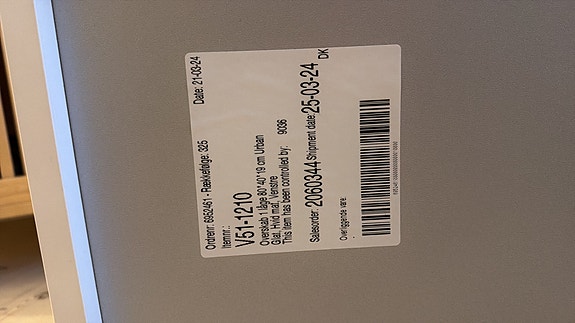 Ordrenr: 6952461 - Rækkefølge: 325 Date: 21-03-24
Itemnr.:
V51-1210
Overskab 1 låge 80*40*19 cm Urban
Glat, Hvid mat, Venstre
This item has been controlled by: 9036
Salesorder: 2060344 Shipment date: 25-03-24 DK
Overliggende vare: